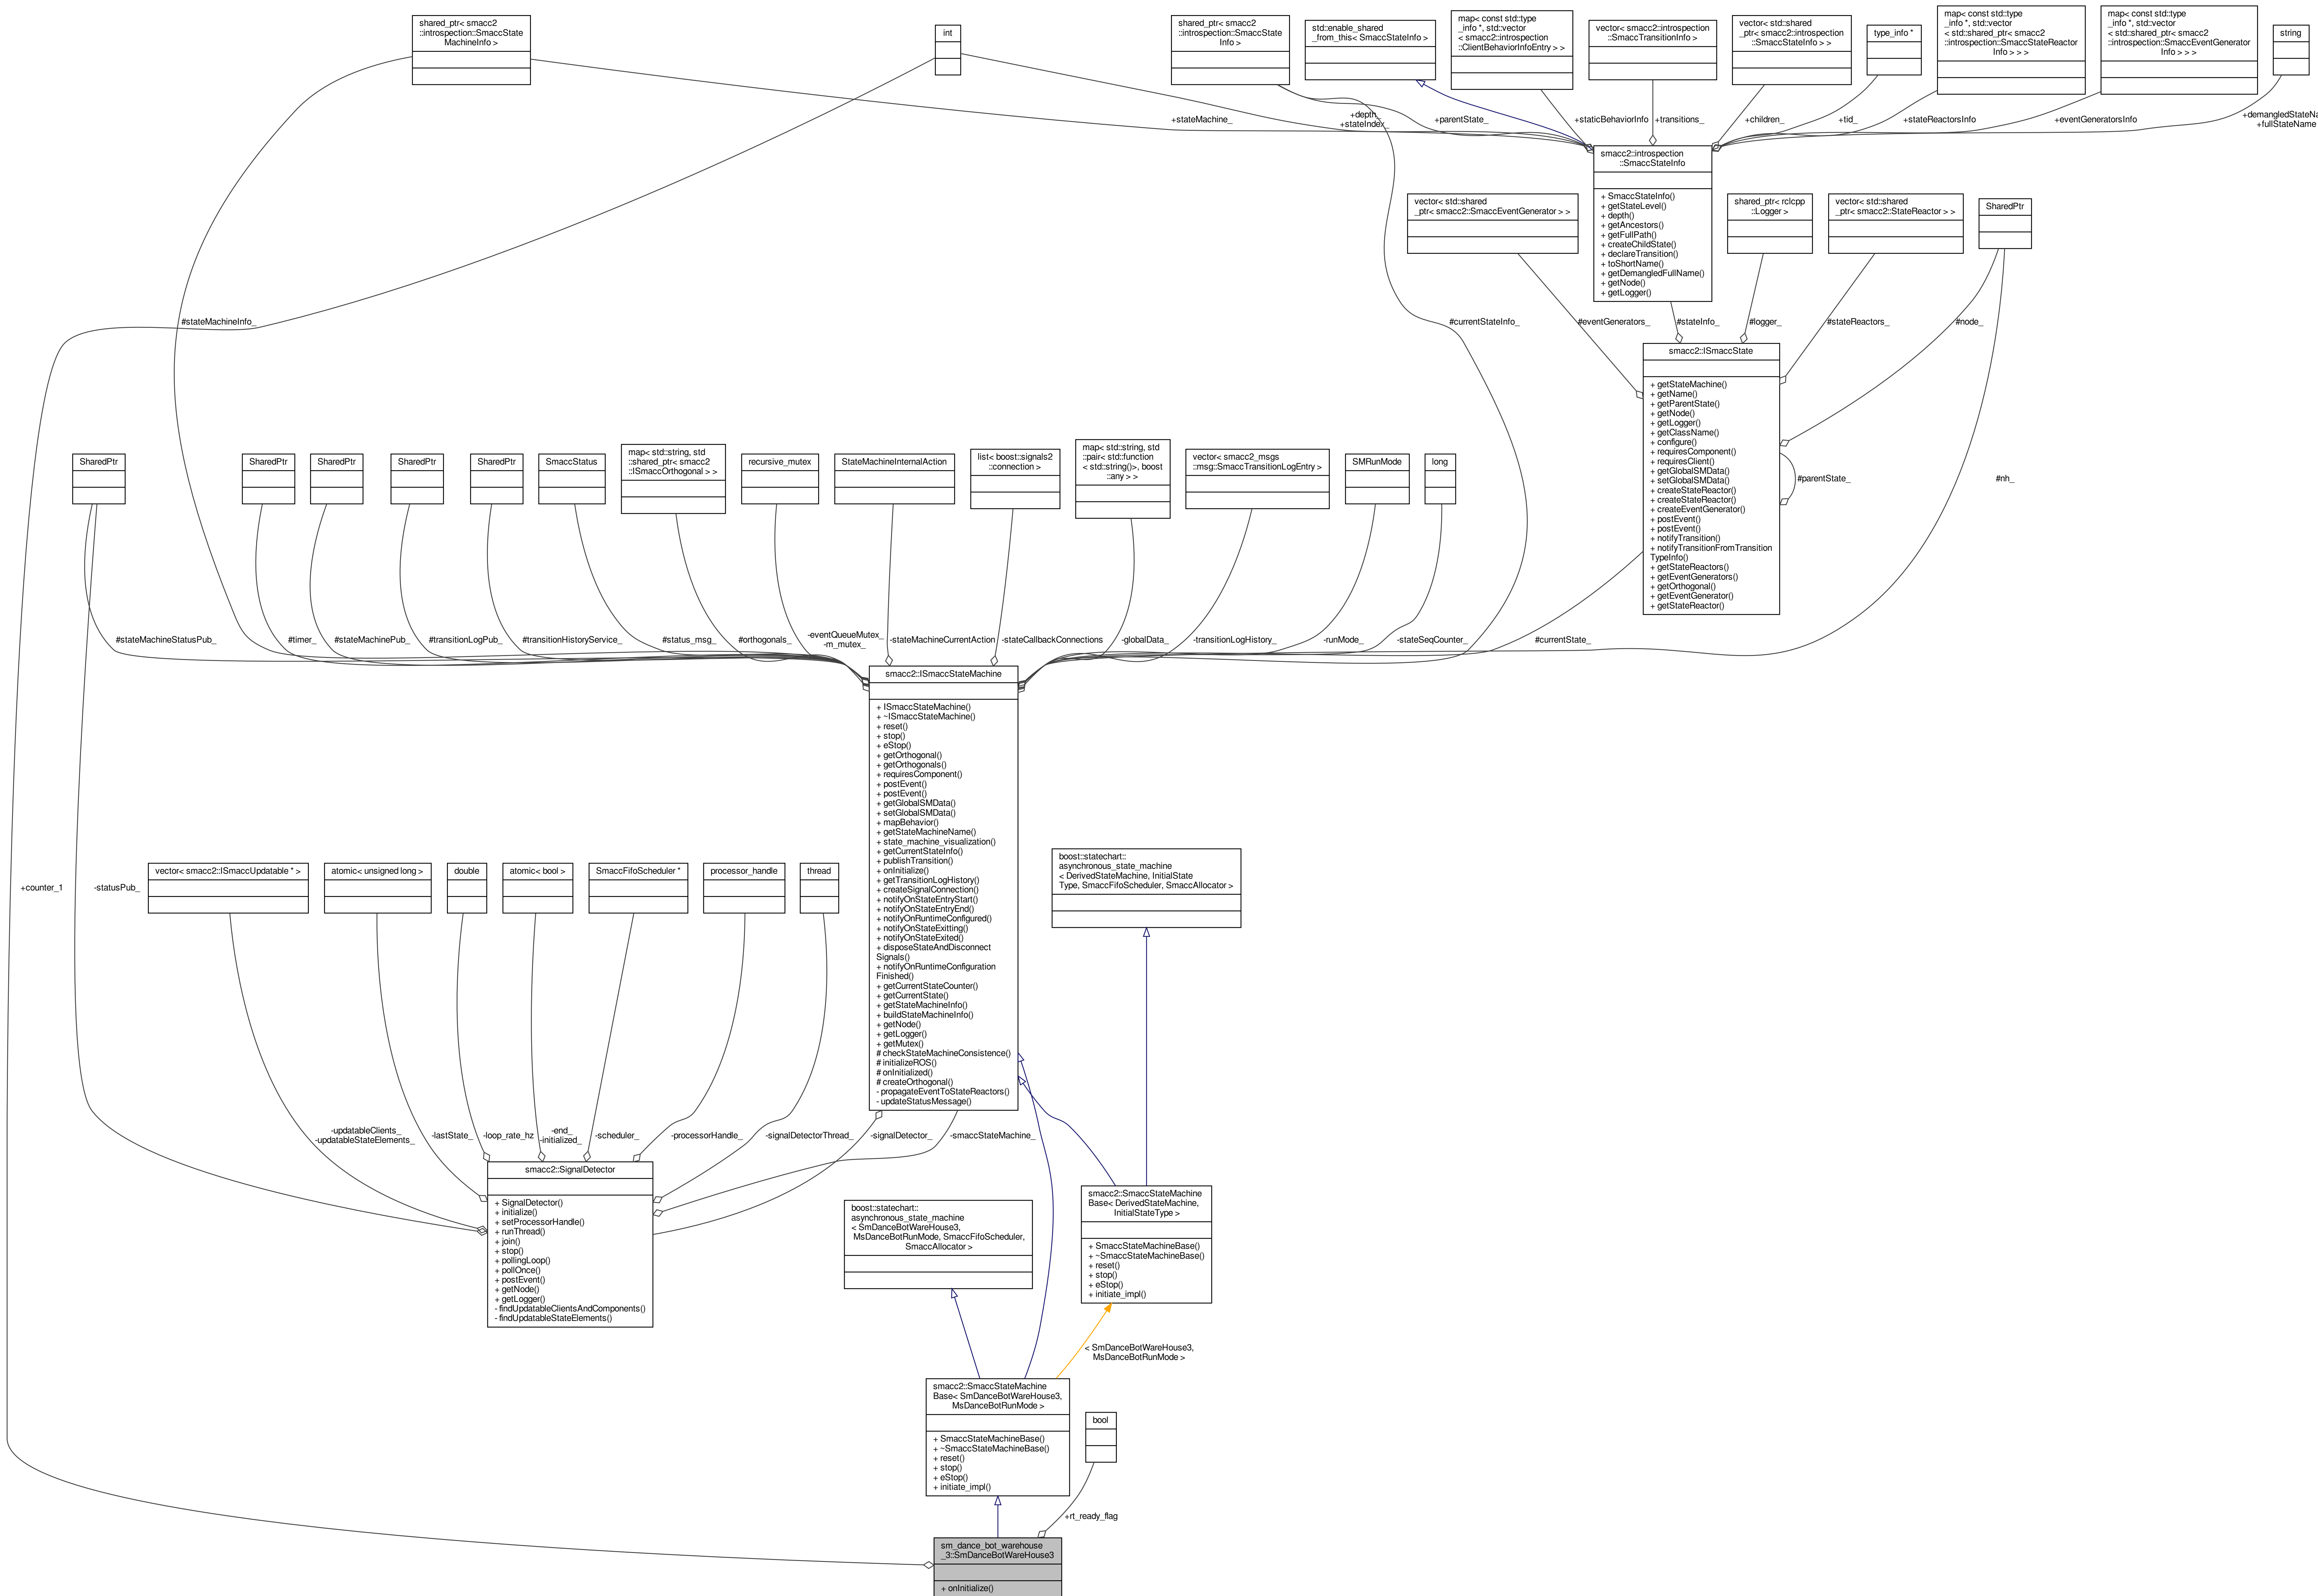 shared_ptr< smacc2
::introspection::SmaccState
MachineInfo >
int
shared_ptr< smacc2
::introspection::SmaccState
Info >
std::enable_shared
_from_this< SmaccStateInfo >
map< const std::type
_info *, std::vector
< smacc2::introspection
::ClientBehaviorInfoEntry > >
vector< smacc2::introspection
::SmaccTransitionInfo >
vector< std::shared
_ptr< smacc2::introspection
::SmaccStateInfo > >
type_info *
map< const std::type
_info *, std::vector
< std::shared_ptr< smacc2
::introspection::SmaccStateReactor
Info > > >
map< const std::type
_info *, std::vector
< std::shared_ptr< smacc2
::introspection::SmaccEventGenerator
Info > > >
string
+stateMachine_
+depth_
+stateIndex_
+parentState_
+staticBehaviorInfo
+transitions_
+children_
+tid_
+stateReactorsInfo
+eventGeneratorsInfo
+demangledStateNa
+fullStateName
smacc2::introspection
::SmaccStateInfo
+ SmaccStateInfo()
+ getStateLevel()
+ depth()
+ getAncestors()
+ getFullPath()
+ createChildState()
+ declareTransition()
+ toShortName()
+ getDemangledFullName()
+ getNode()
+ getLogger()
vector< std::shared
_ptr< smacc2::SmaccEventGenerator > >
shared_ptr< rclcpp
::Logger >
vector< std::shared
_ptr< smacc2::StateReactor > >
SharedPtr
#stateMachineInfo_
#currentStateInfo_
#eventGenerators_
#stateInfo_
#logger_
#stateReactors_
#node_
smacc2::ISmaccState
+ getStateMachine()
+ getName()
+ getParentState()
+ getNode()
+ getLogger()
+ getClassName()
+ configure()
+ requiresComponent()
+ requiresClient()
+ getGlobalSMData()
+ setGlobalSMData()
+ createStateReactor()
+ createStateReactor()
+ createEventGenerator()
+ postEvent()
+ postEvent()
+ notifyTransition()
+ notifyTransitionFromTransition
TypeInfo()
+ getStateReactors()
+ getEventGenerators()
+ getOrthogonal()
+ getEventGenerator()
+ getStateReactor()
#parentState_
#nh_
SharedPtr
SharedPtr
SharedPtr
SharedPtr
SharedPtr
SmaccStatus
map< std::string, std
::shared_ptr< smacc2
::ISmaccOrthogonal > >
recursive_mutex
StateMachineInternalAction
list< boost::signals2
::connection >
map< std::string, std
::pair< std::function
< std::string()>, boost
::any > >
vector< smacc2_msgs
::msg::SmaccTransitionLogEntry >
SMRunMode
long
#stateMachineStatusPub_
#timer_
#stateMachinePub_
#transitionLogPub_
#transitionHistoryService_
#status_msg_
#orthogonals_
-eventQueueMutex_
-m_mutex_
-stateMachineCurrentAction
-stateCallbackConnections
-globalData_
-transitionLogHistory_
-runMode_
-stateSeqCounter_
#currentState_
smacc2::ISmaccStateMachine
+ ISmaccStateMachine()
+ ~ISmaccStateMachine()
+ reset()
+ stop()
+ eStop()
+ getOrthogonal()
+ getOrthogonals()
+ requiresComponent()
+ postEvent()
+ postEvent()
+ getGlobalSMData()
+ setGlobalSMData()
+ mapBehavior()
+ getStateMachineName()
+ state_machine_visualization()
+ getCurrentStateInfo()
+ publishTransition()
+ onInitialize()
+ getTransitionLogHistory()
+ createSignalConnection()
+ notifyOnStateEntryStart()
+ notifyOnStateEntryEnd()
+ notifyOnRuntimeConfigured()
+ notifyOnStateExitting()
+ notifyOnStateExited()
+ disposeStateAndDisconnect
Signals()
+ notifyOnRuntimeConfiguration
Finished()
+ getCurrentStateCounter()
+ getCurrentState()
+ getStateMachineInfo()
+ buildStateMachineInfo()
+ getNode()
+ getLogger()
+ getMutex()
# checkStateMachineConsistence()
# initializeROS()
# onInitialized()
# createOrthogonal()
- propagateEventToStateReactors()
- updateStatusMessage()
+counter_1
-statusPub_
vector< smacc2::ISmaccUpdatable * >
atomic< unsigned long >
double
atomic< bool >
SmaccFifoScheduler *
processor_handle
thread
boost::statechart::
asynchronous_state_machine
< DerivedStateMachine, InitialState
Type, SmaccFifoScheduler, SmaccAllocator >
-updatableClients_
-updatableStateElements_
-lastState_
-loop_rate_hz
-end_
-initialized_
-scheduler_
-processorHandle_
-signalDetectorThread_
-signalDetector_
-smaccStateMachine_
smacc2::SignalDetector
+ SignalDetector()
+ initialize()
+ setProcessorHandle()
+ runThread()
+ join()
+ stop()
+ pollingLoop()
+ pollOnce()
+ postEvent()
+ getNode()
+ getLogger()
- findUpdatableClientsAndComponents()
- findUpdatableStateElements()
boost::statechart::
asynchronous_state_machine
< SmDanceBotWareHouse3,
MsDanceBotRunMode, SmaccFifoScheduler,
SmaccAllocator >
smacc2::SmaccStateMachine
Base< DerivedStateMachine,
InitialStateType >
+ SmaccStateMachineBase()
+ ~SmaccStateMachineBase()
+ reset()
+ stop()
+ eStop()
+ initiate_impl()
< SmDanceBotWareHouse3,
MsDanceBotRunMode >
smacc2::SmaccStateMachine
Base< SmDanceBotWareHouse3,
MsDanceBotRunMode >
+ SmaccStateMachineBase()
+ ~SmaccStateMachineBase()
+ reset()
+ stop()
+ eStop()
+ initiate_impl()
bool
+rt_ready_flag
sm_dance_bot_warehouse
_3::SmDanceBotWareHouse3
+ onInitialize()